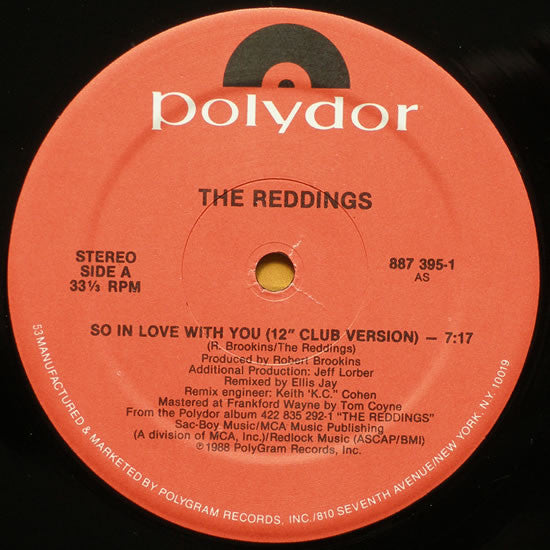 polydor
THE REDDINGS
STEREO
SIDE A
33⅓ RPM
887 395-1
AS
SO IN LOVE WITH YOU (12" CLUB VERSION) — 7:17
(R. Brookins/The Reddings)
Produced by Robert Brookins
Additional Production: Jeff Lorber
Remixed by Ellis Jay
Remix engineer: Keith 'K.C.' Cohen
Mastered at Frankford Wayne by Tom Coyne
From the Polydor album 422 835 292-1 "THE REDDINGS"
Sac-Boy Music/MCA Music Publishing
(A division of MCA, Inc.)/Redlock Music (ASCAP/BMI)
©1988 PolyGram Records, Inc.
53 MANUFACTURED & MARKETED BY POLYGRAM RECORDS, INC./810 SEVENTH AVENUE/NEW YORK, N.Y. 10019